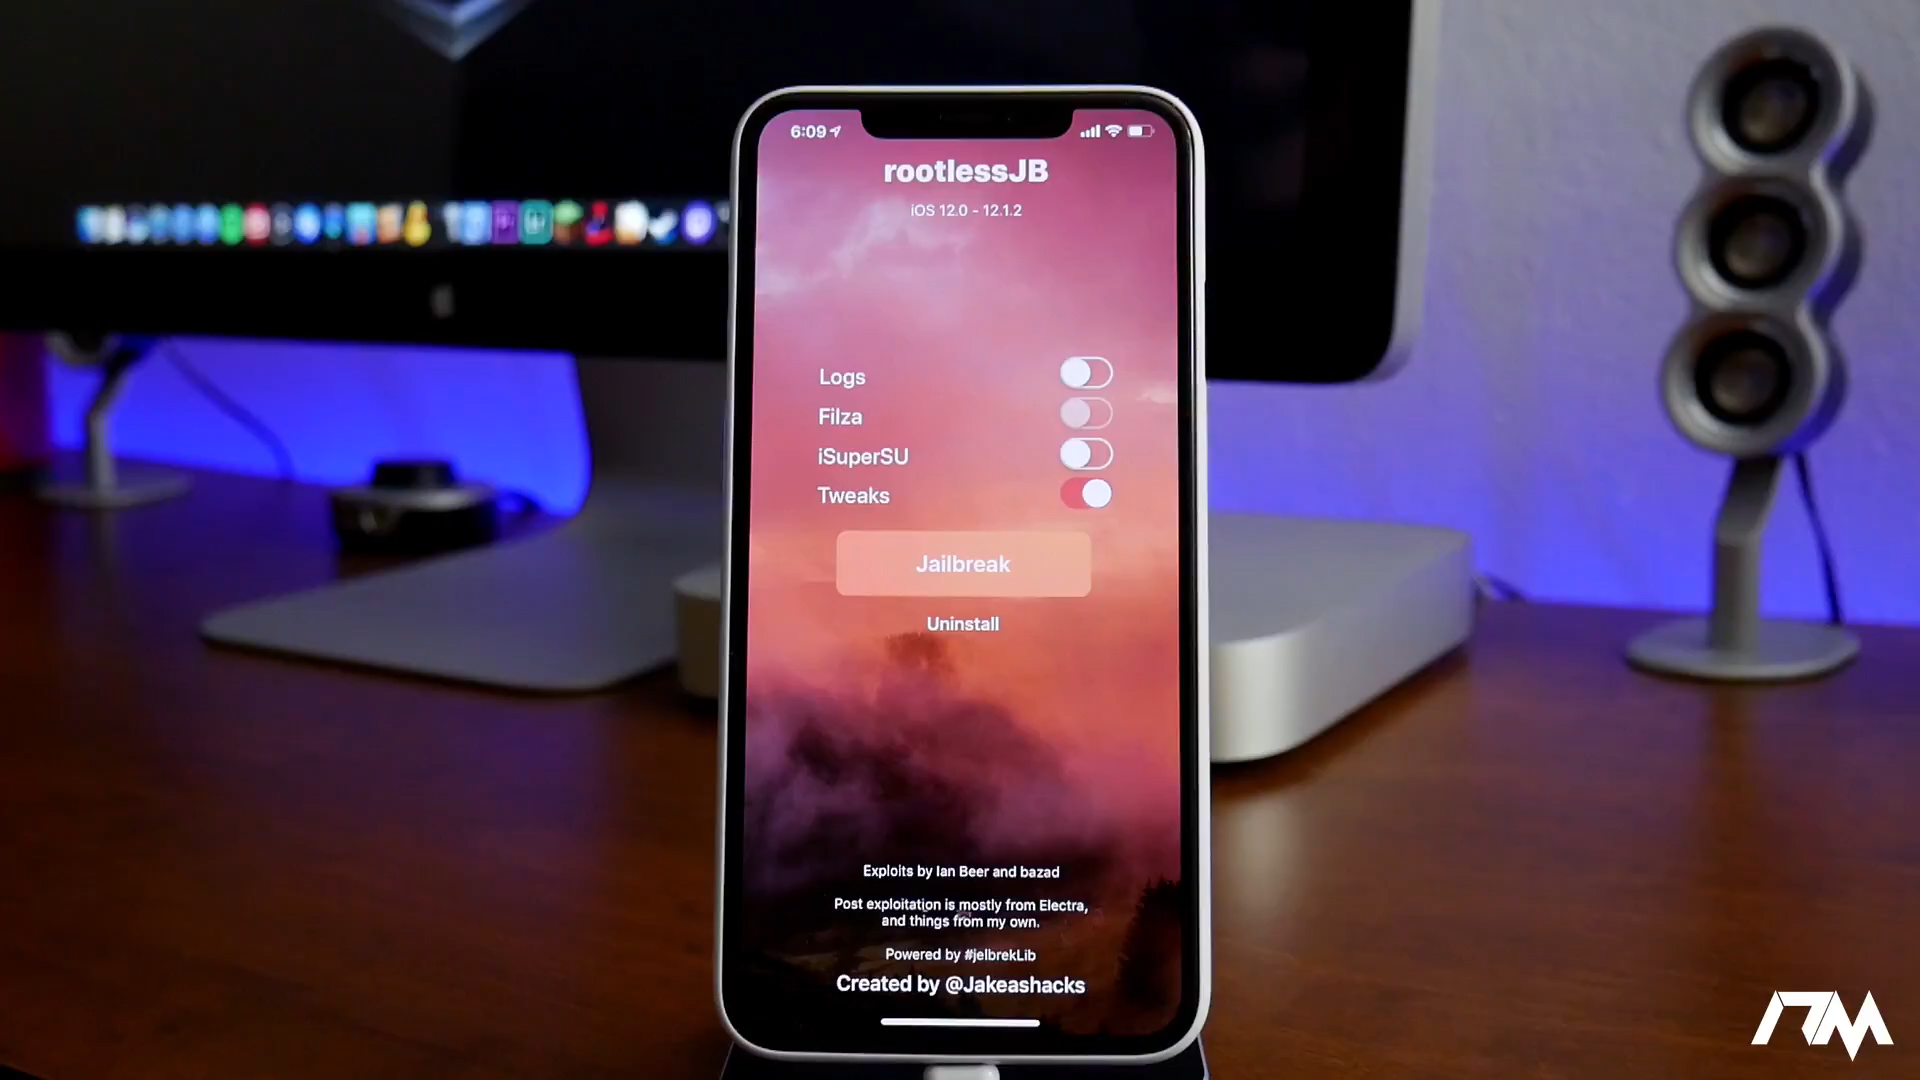 6:09
rootlessJB
iOS 12.0 - 12.1.2
Logs
Filza
iSuperSU
Tweaks
Jailbreak
Uninstall
Exploits by Ian Beer and bazad
Post exploitation is mostly from Electra,
and things from my own.
Powered by #jelbrekLib
Created by @Jakeashacks